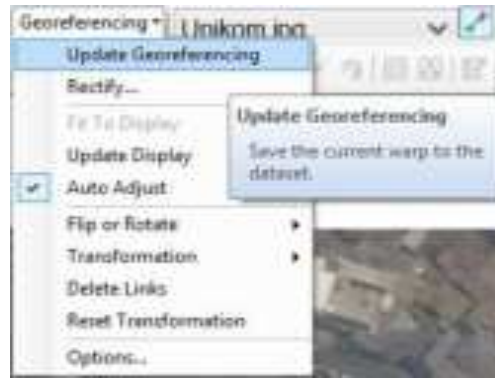 Georeferencing
Unikom.jpg
Update Georeferencing
Rectify...
Fit To Display
Update Display
Auto Adjust
Flip or Rotate
Transformation
Delete Links
Reset Transformation
Options...
Update Georeferencing
Save the current warp to the
dataset.